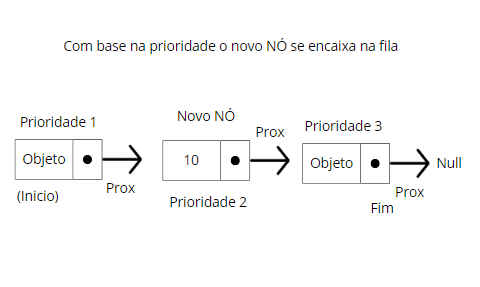 Com base na prioridade o novo NÓ se encaixa na fila
Prioridade 1
Novo NÓ
Prox
Prioridade 3
Objeto
10
Objeto
Null
(Inicio)
Prox
Prioridade 2
Prox
Fim